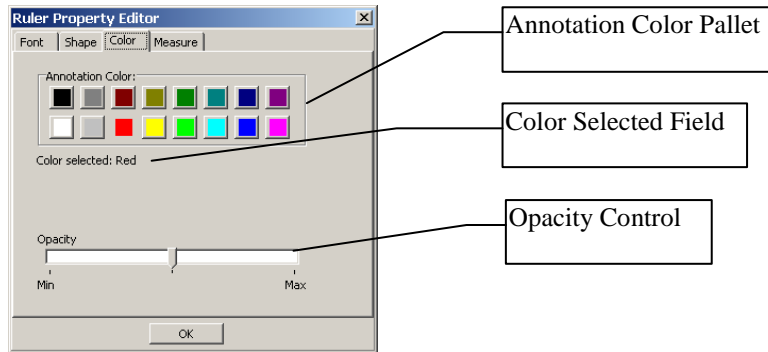 Ruler Property Editor
Font Shape Color Measure
Annotation Color:
Color selected: Red
Opacity
Min Max
OK
Annotation Color Pallet
Color Selected Field
Opacity Control